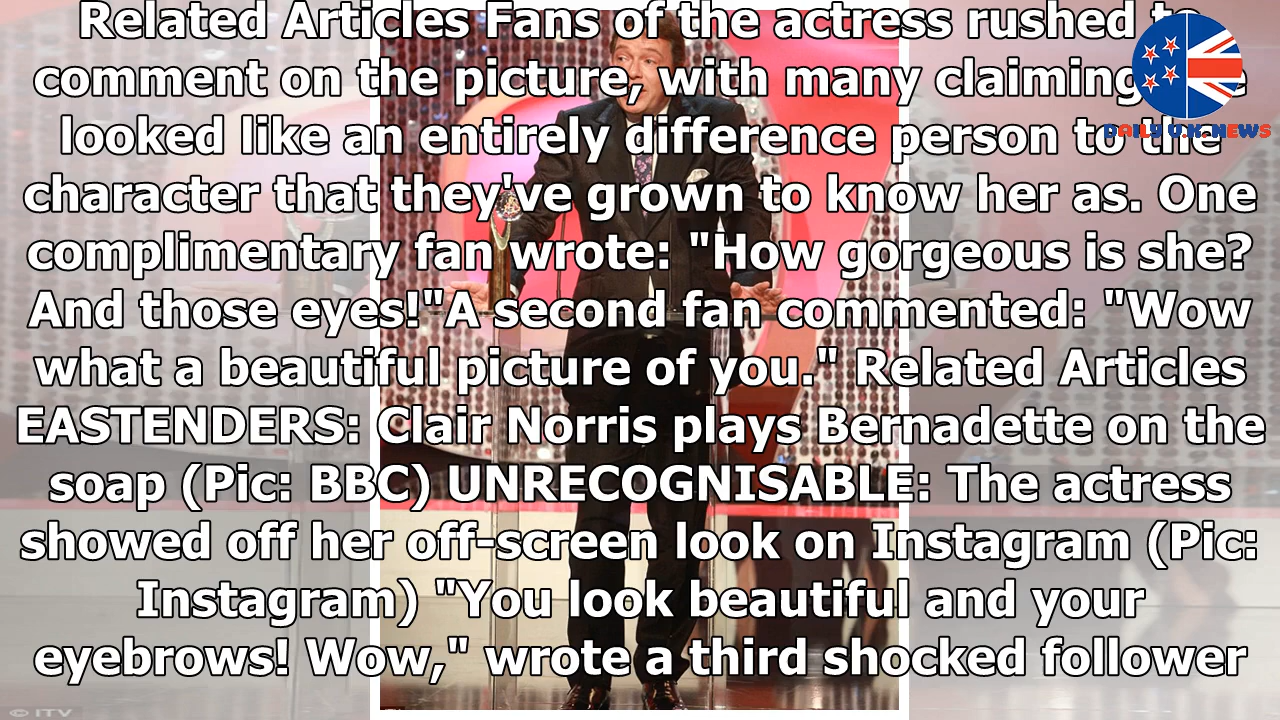 Related Articles Fans of the actress rushed to
comment on the picture, with many claiming
looked like an entirely difference person to the
character that they've grown to know her as. One
complimentary fan wrote: "How gorgeous is she?
And those eyes!"A second fan commented: "Wow
what a beautiful picture of you." Related Articles
EASTENDERS: Clair Norris plays Bernadette on the
soap (Pic: BBC) UNRECOGNISABLE: The actress
showed off her off-screen look on Instagram (Pic:
Instagram) "You look beautiful and your
eyebrows! Wow," wrote a third shocked follower
DAILY U.K. NEWS
© ITV